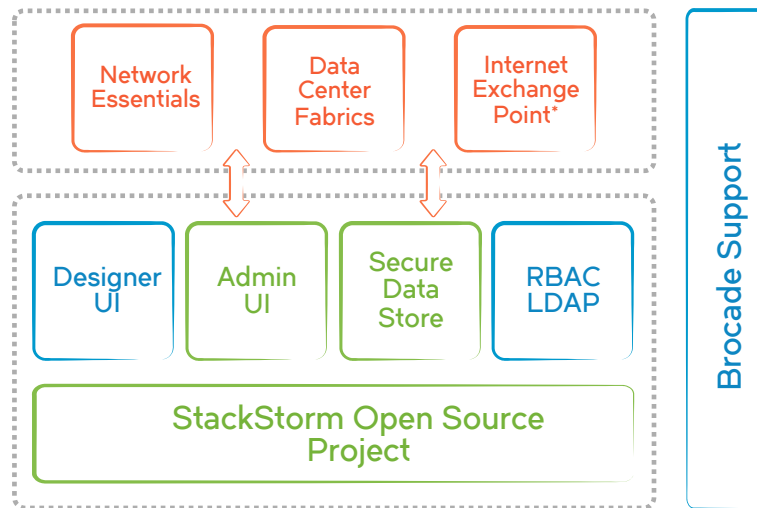 Network
Essentials
Data
Center
Fabrics
Internet
Exchange
Point*
Designer
UI
Admin
UI
Secure
Data
Store
RBAC
LDAP
StackStorm Open Source
Project
Brocade Support